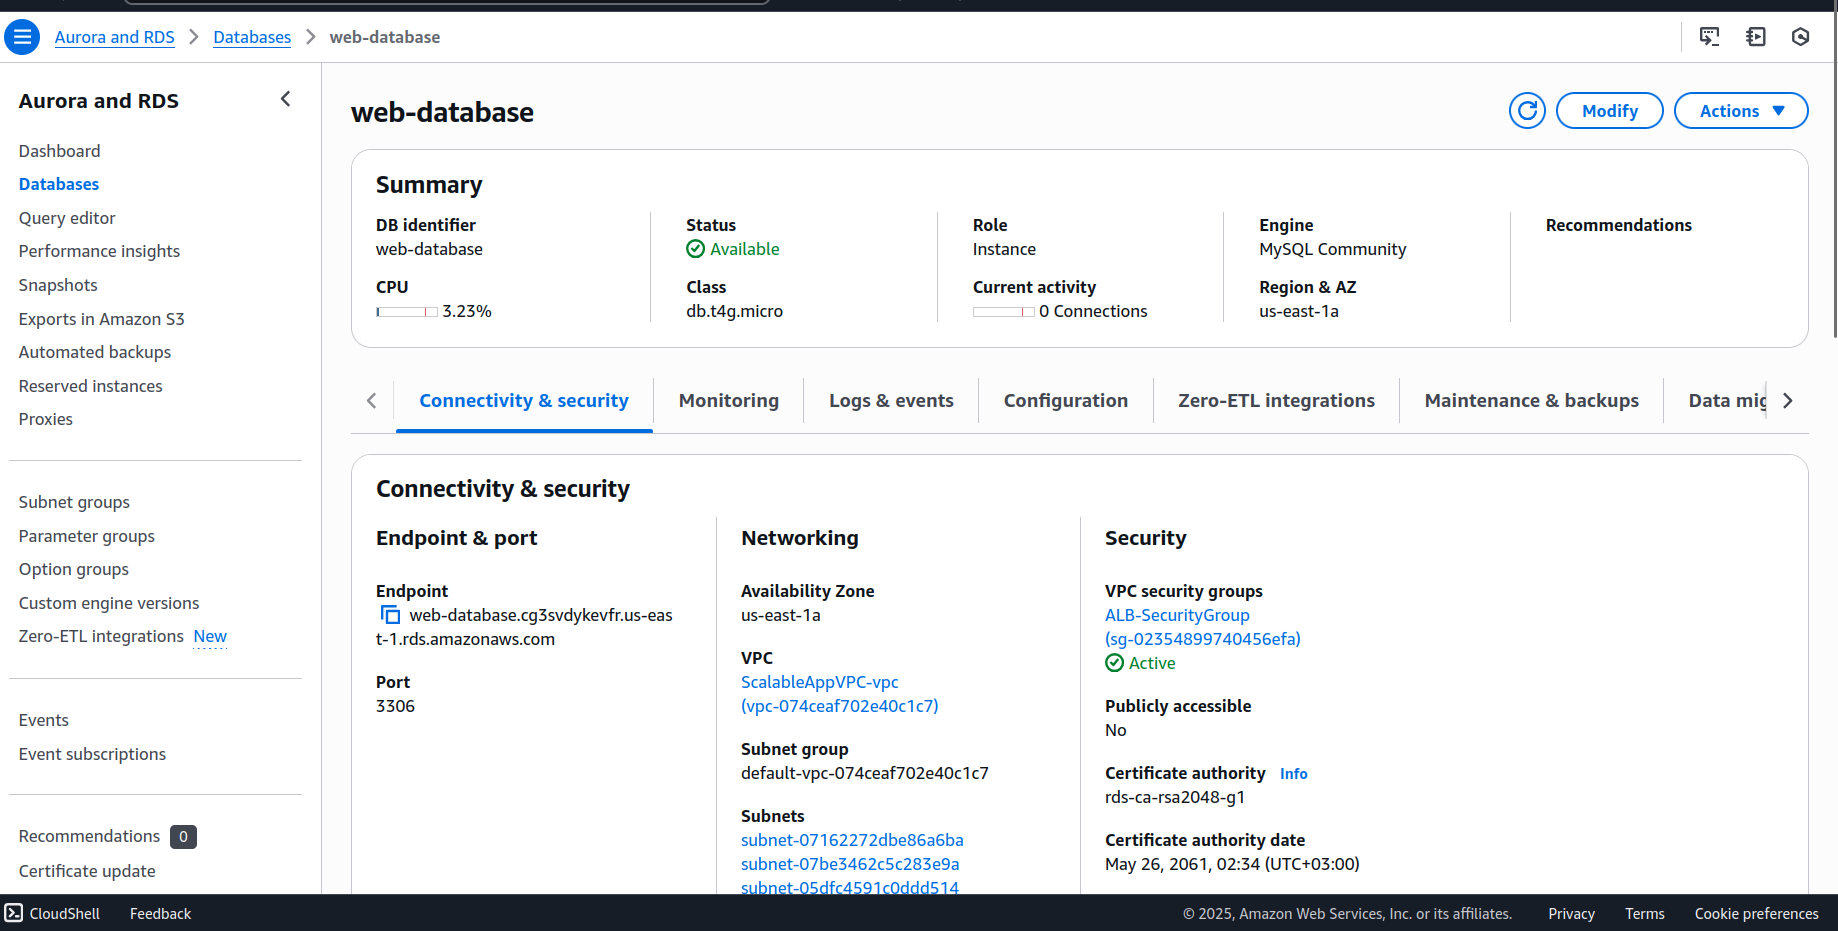 Aurora and RDS > Databases > web-database
Aurora and RDS
Dashboard
Databases
Query editor
Performance insights
Snapshots
Exports in Amazon S3
Automated backups
Reserved instances
Proxies
Subnet groups
Parameter groups
Option groups
Custom engine versions
Zero-ETL integrations New
Events
Event subscriptions
Recommendations 0
Certificate update
web-database
Modify
Actions
Summary
DB identifier
web-database
CPU
3.23%
Status
Available
Class
db.t4g.micro
Role
Instance
Current activity
0 Connections
Engine
MySQL Community
Region & AZ
us-east-1a
Recommendations
Connectivity & security
Monitoring
Logs & events
Configuration
Zero-ETL integrations
Maintenance & backups
Data mig
Connectivity & security
Endpoint & port
Endpoint
web-database.cg3svdykevfr.us-eas
t-1.rds.amazonaws.com
Port
3306
Networking
Availability Zone
us-east-1a
VPC
ScalableAppVPC-vpc
(vpc-074ceaf702e40c1c7)
Subnet group
default-vpc-074ceaf702e40c1c7
Subnets
subnet-07162272dbe86a6ba
subnet-07be3462c5c283e9a
subnet-05dfc4591c0ddd514
Security
VPC security groups
ALB-SecurityGroup
(sg-02354899740456efa)
Active
Publicly accessible
No
Certificate authority Info
rds-ca-rsa2048-g1
Certificate authority date
May 26, 2061, 02:34 (UTC+03:00)
CloudShell
Feedback
© 2025, Amazon Web Services, Inc. or its affiliates.
Privacy
Terms
Cookie preferences